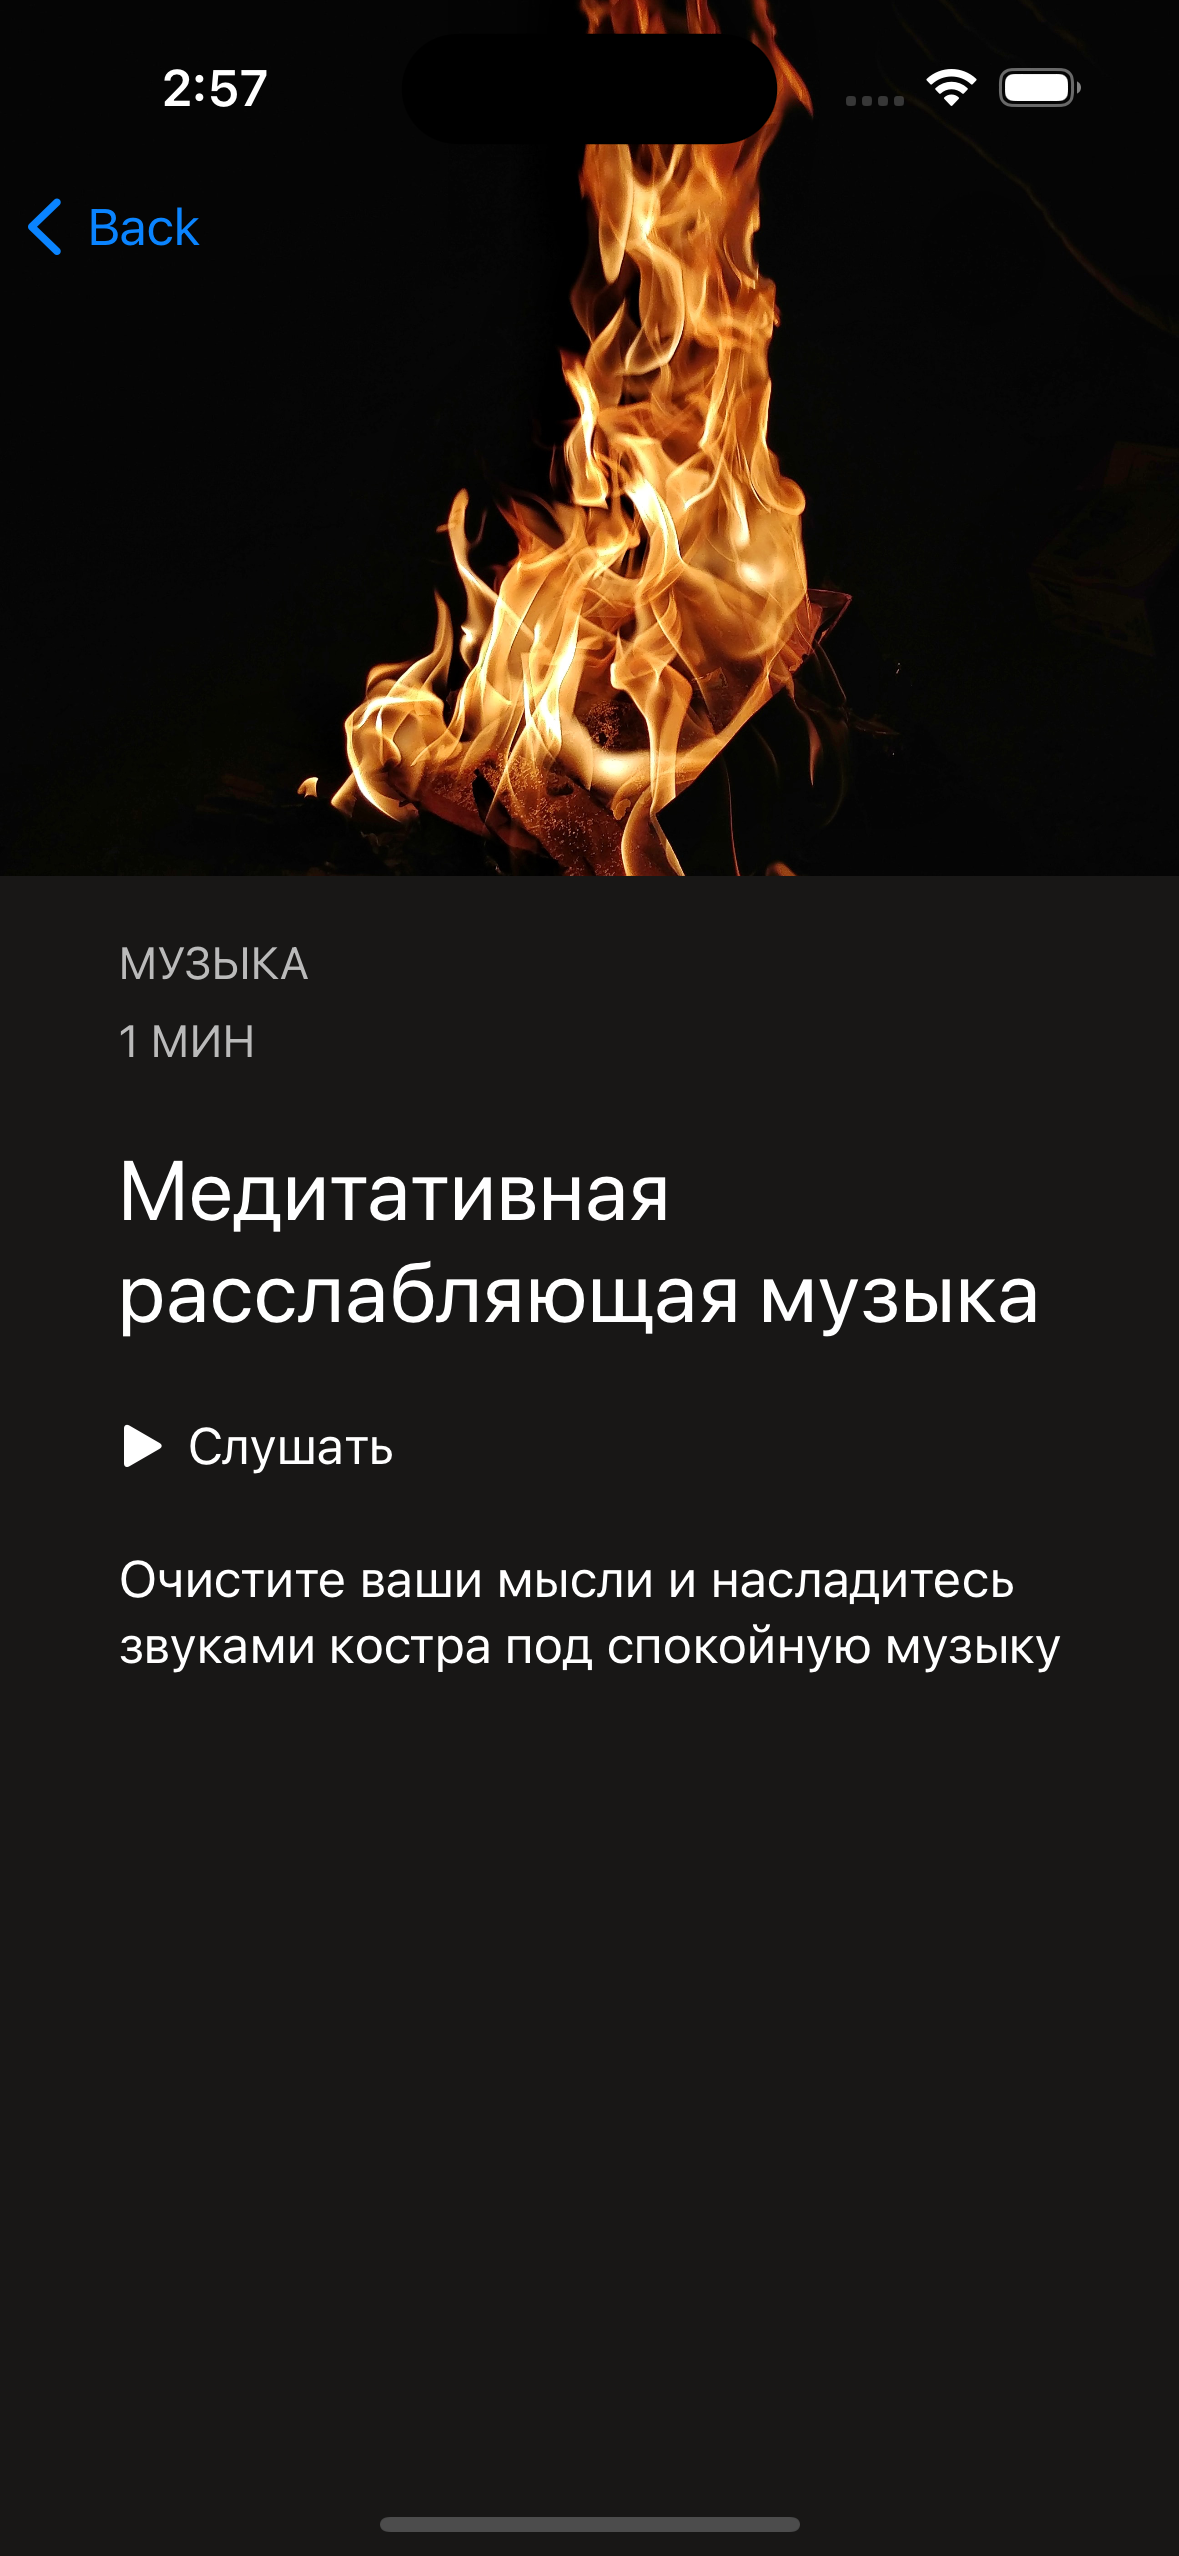 2:57
Back
МУЗЫКА
1 МИН
Медитативная
расслабляющая музыка
Слушать
Очистите ваши мысли и насладитесь
звуками костра под спокойную музыку